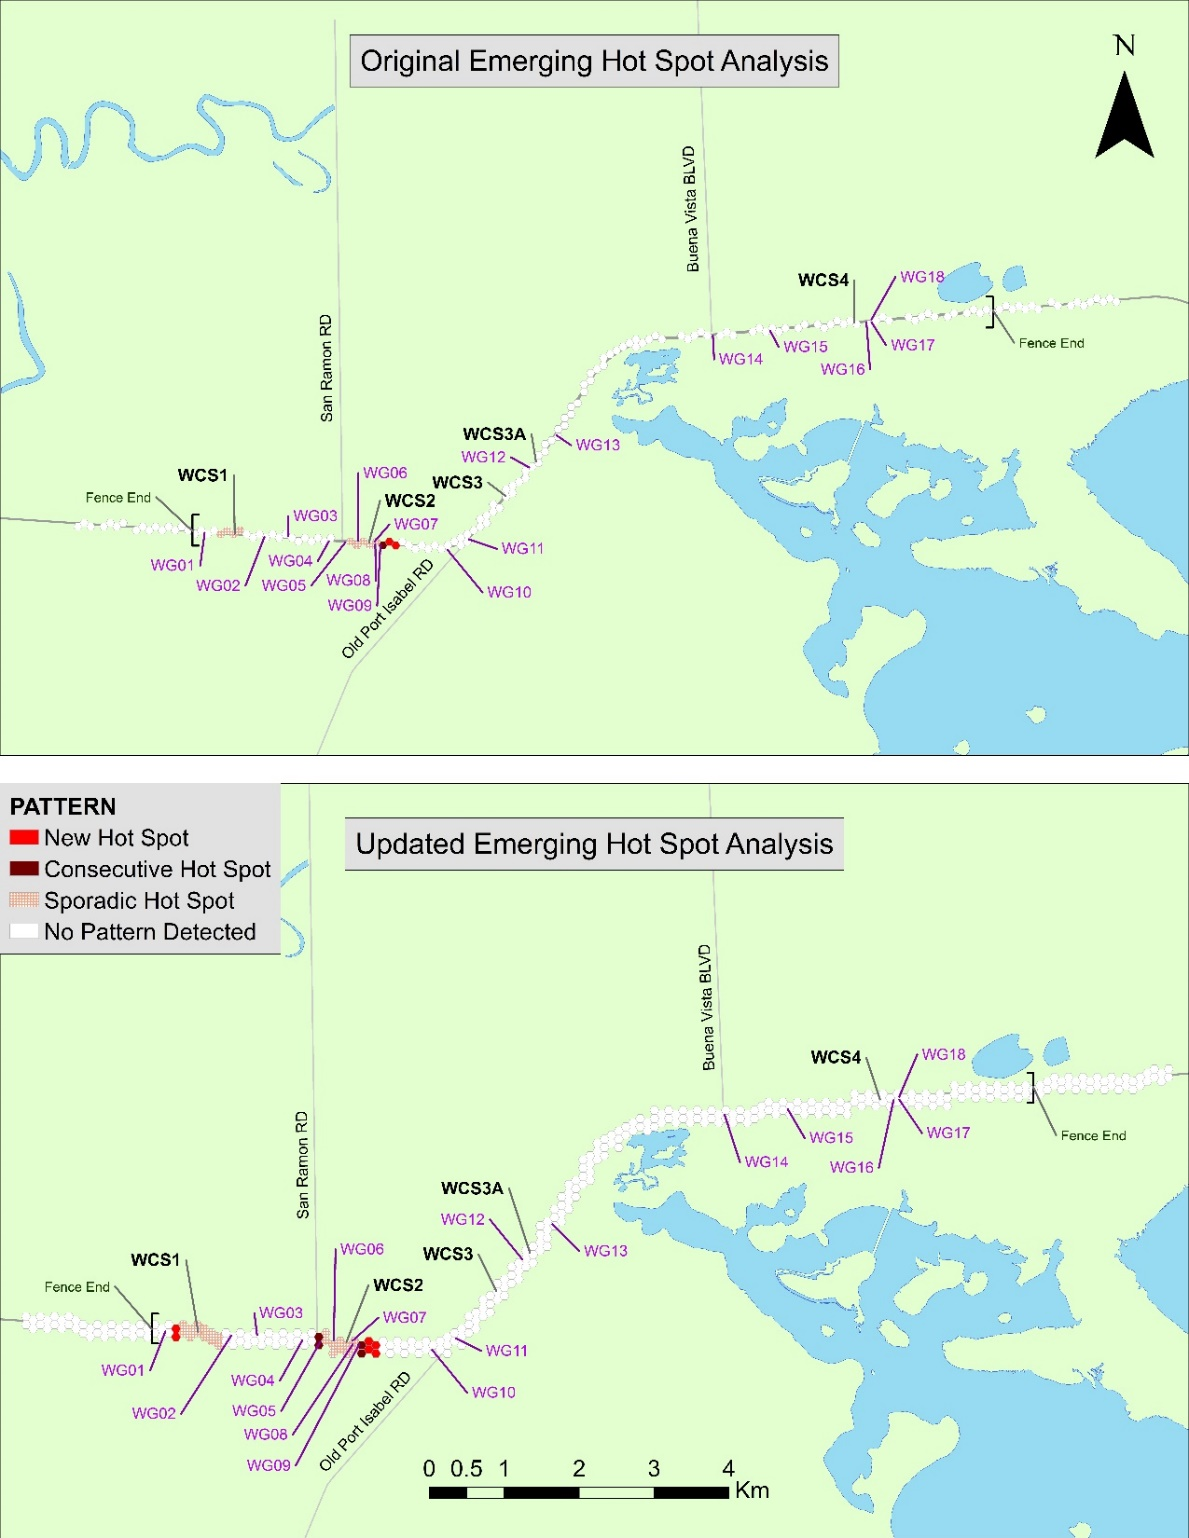 Original Emerging Hot Spot Analysis
N
Buena Vista BLVD
San Ramon RD
WCS4
WG18
WG14
WG15
WG16
WG17
Fence End
WCS3A
WG12
WG13
WCS3
WG06
WCS2
WG07
WCS1
Fence End
WG03
WG01
WG02
WG04
WG05
WG08
WG09
WG11
WG10
Old Port Isabel RD
PATTERN
New Hot Spot
Consecutive Hot Spot
Sporadic Hot Spot
No Pattern Detected
Updated Emerging Hot Spot Analysis
Buena Vista BLVD
San Ramon RD
WCS4
WG18
WG17
WG15
WG14
WG16
Fence End
WCS3A
WG12
WG13
WCS3
WG06
WCS2
WG07
WCS1
Fence End
WG03
WG01
WG04
WG02
WG05
WG08
WG09
WG11
WG10
Old Port Isabel RD
0 0.5 1 2 3 4
Km